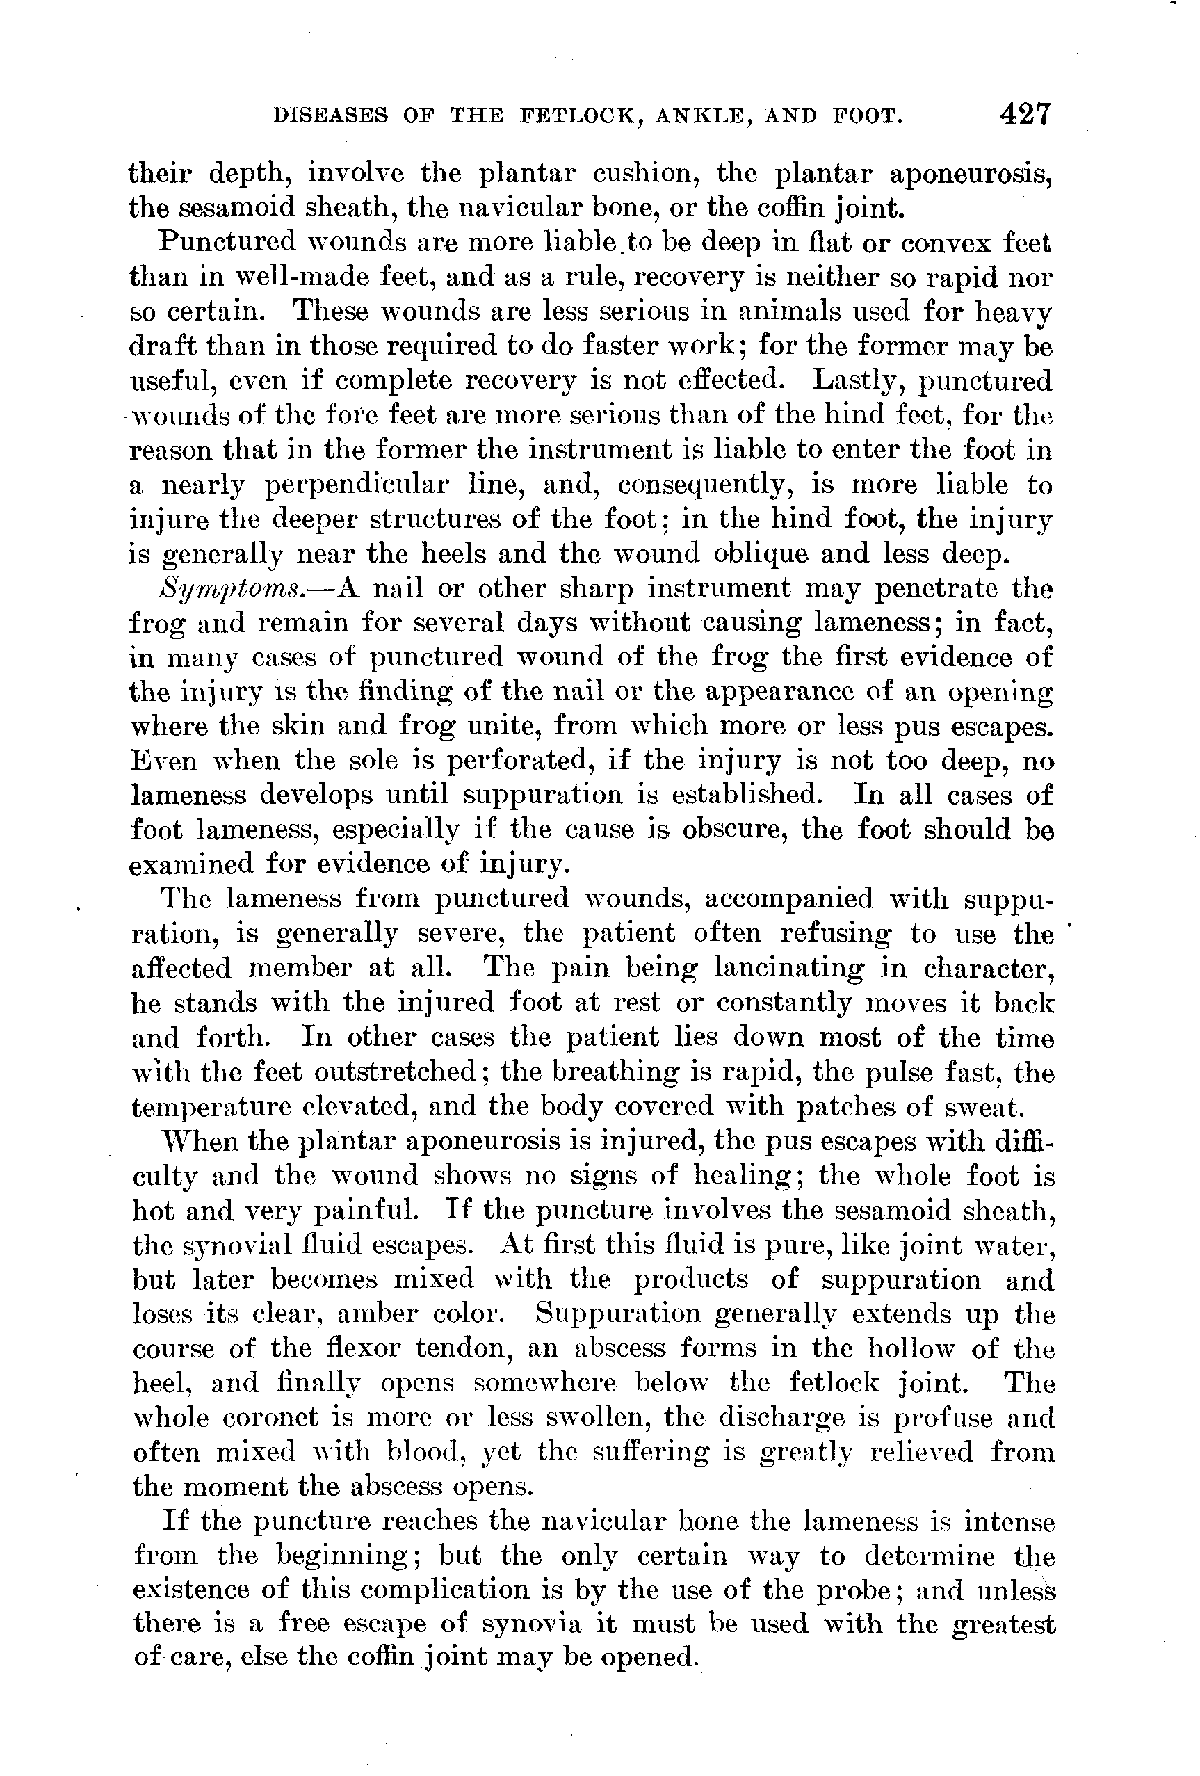 DISEASES OF THE FETLOCK, ANKLE, AND FOOT. 427
their depth, involve the plantar cushion, the plantar aponeurosis,
the sesamoid sheath, the navicular bone, or the coffin joint.
Punctured wounds are more liable to be deep in flat or convex feet
than in well-made feet, and as a rule, recovery is neither so rapid nor
so certain. These wounds are less serious in animals used for heavy
draft than in those required to do faster work; for the former may be
useful, even if complete recovery is not effected. Lastly, punctured
wounds of the fore feet are more serious than of the hind feet, for the
reason that in the former the instrument is liable to enter the foot in
a nearly perpendicular line, and, consequently, is more liable to
injure the deeper structures of the foot; in the hind foot, the injury
is generally near the heels and the wound oblique and less deep.
Symptoms.—A nail or other sharp instrument may penetrate the
frog and remain for several days without causing lameness; in fact,
in many cases of punctured wound of the frog the first evidence of
the injury is the finding of the nail or the appearance of an opening
where the skin and frog unite, from which more or less pus escapes.
Even when the sole is perforated, if the injury is not too deep, no
lameness develops until suppuration is established. In all cases of
foot lameness, especially if the cause is obscure, the foot should be
examined for evidence of injury.
The lameness from punctured wounds, accompanied with suppu-
ration, is generally severe, the patient often refusing to use the
affected member at all. The pain being lancinating in character,
he stands with the injured foot at rest or constantly moves it back
and forth. In other cases the patient lies down most of the time
with the feet outstretched; the breathing is rapid, the pulse fast, the
temperature elevated, and the body covered with patches of sweat.
When the plantar aponeurosis is injured, the pus escapes with diffi-
culty and the wound shows no signs of healing; the whole foot is
hot and very painful. If the puncture involves the sesamoid sheath,
the synovial fluid escapes. At first this fluid is pure, like joint water,
but later becomes mixed with the products of suppuration and
loses its clear, amber color. Suppuration generally extends up the
course of the flexor tendon, an abscess forms in the hollow of the
heel, and finally opens somewhere below the fetlock joint. The
whole coronet is more or less swollen, the discharge is profuse and
often mixed with blood, yet the suffering is greatly relieved from
the moment the abscess opens.
If the puncture reaches the navicular bone the lameness is intense
from the beginning; but the only certain way to determine the
existence of this complication is by the use of the probe; and unless
there is a free escape of synovia it must be used with the greatest
of care, else the coffin joint may be opened.